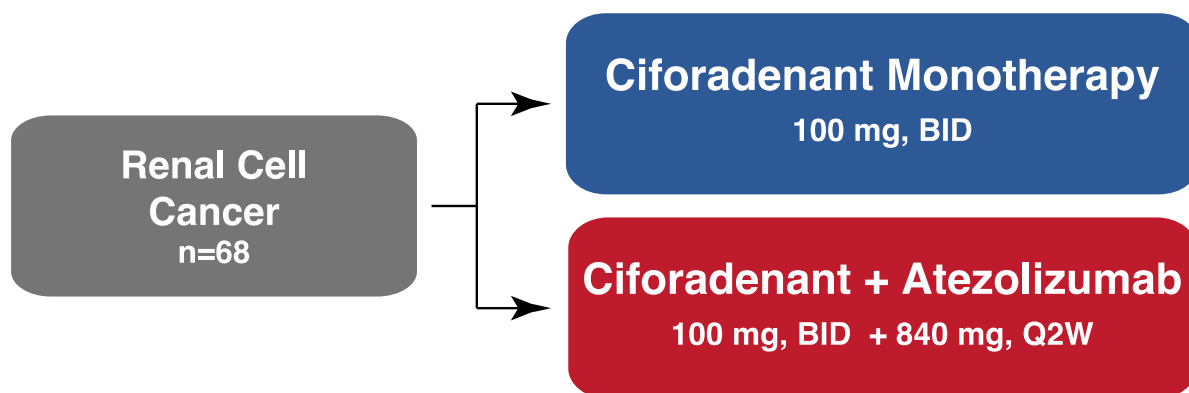 Renal Cell
Cancer
n=68
Ciforadenant Monotherapy
100 mg, BID
Ciforadenant + Atezolizumab
100 mg, BID + 840 mg, Q2W